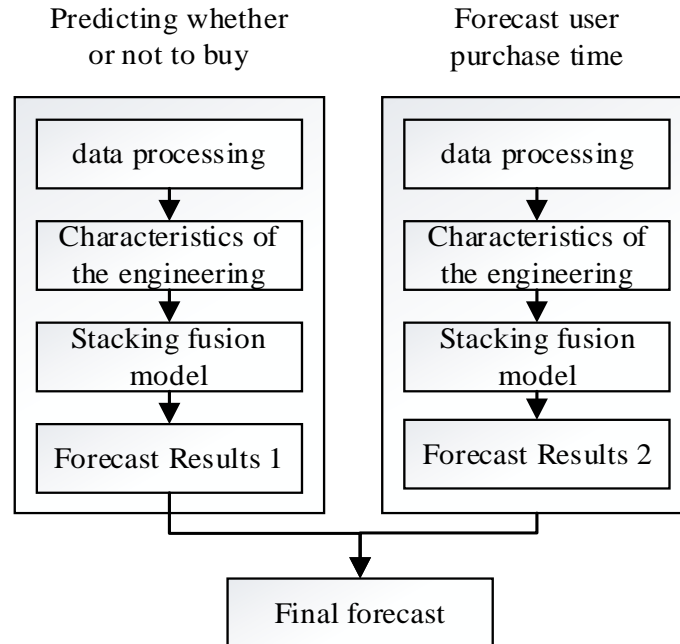 Predicting whether
or not to buy
data processing
Characteristics of
the engineering
Stacking fusion
model
Forecast Results 1
Forecast user
purchase time
data processing
Characteristics of
the engineering
Stacking fusion
model
Forecast Results 2
Final forecast